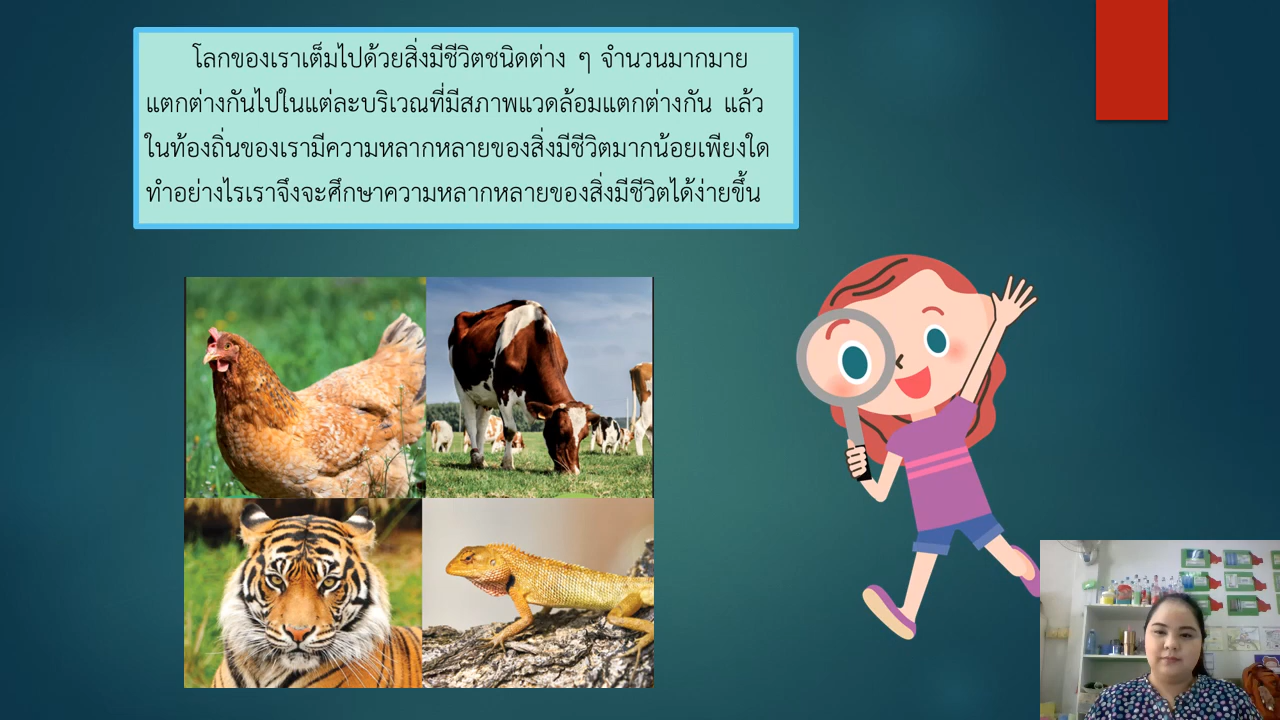 โลกของเราเต็มไปด้วยสิ่งมีชีวิตชนิดต่าง ๆ จำนวนมากมาย
แตกต่างกันไปในแต่ละบริเวณที่มีสภาพแวดล้อมแตกต่างกัน แล้ว
ในท้องถิ่นของเรามีความหลากหลายของสิ่งมีชีวิตมากน้อยเพียงใด
ทำอย่างไรเราจึงจะศึกษาความหลากหลายของสิ่งมีชีวิตได้ง่ายขึ้น